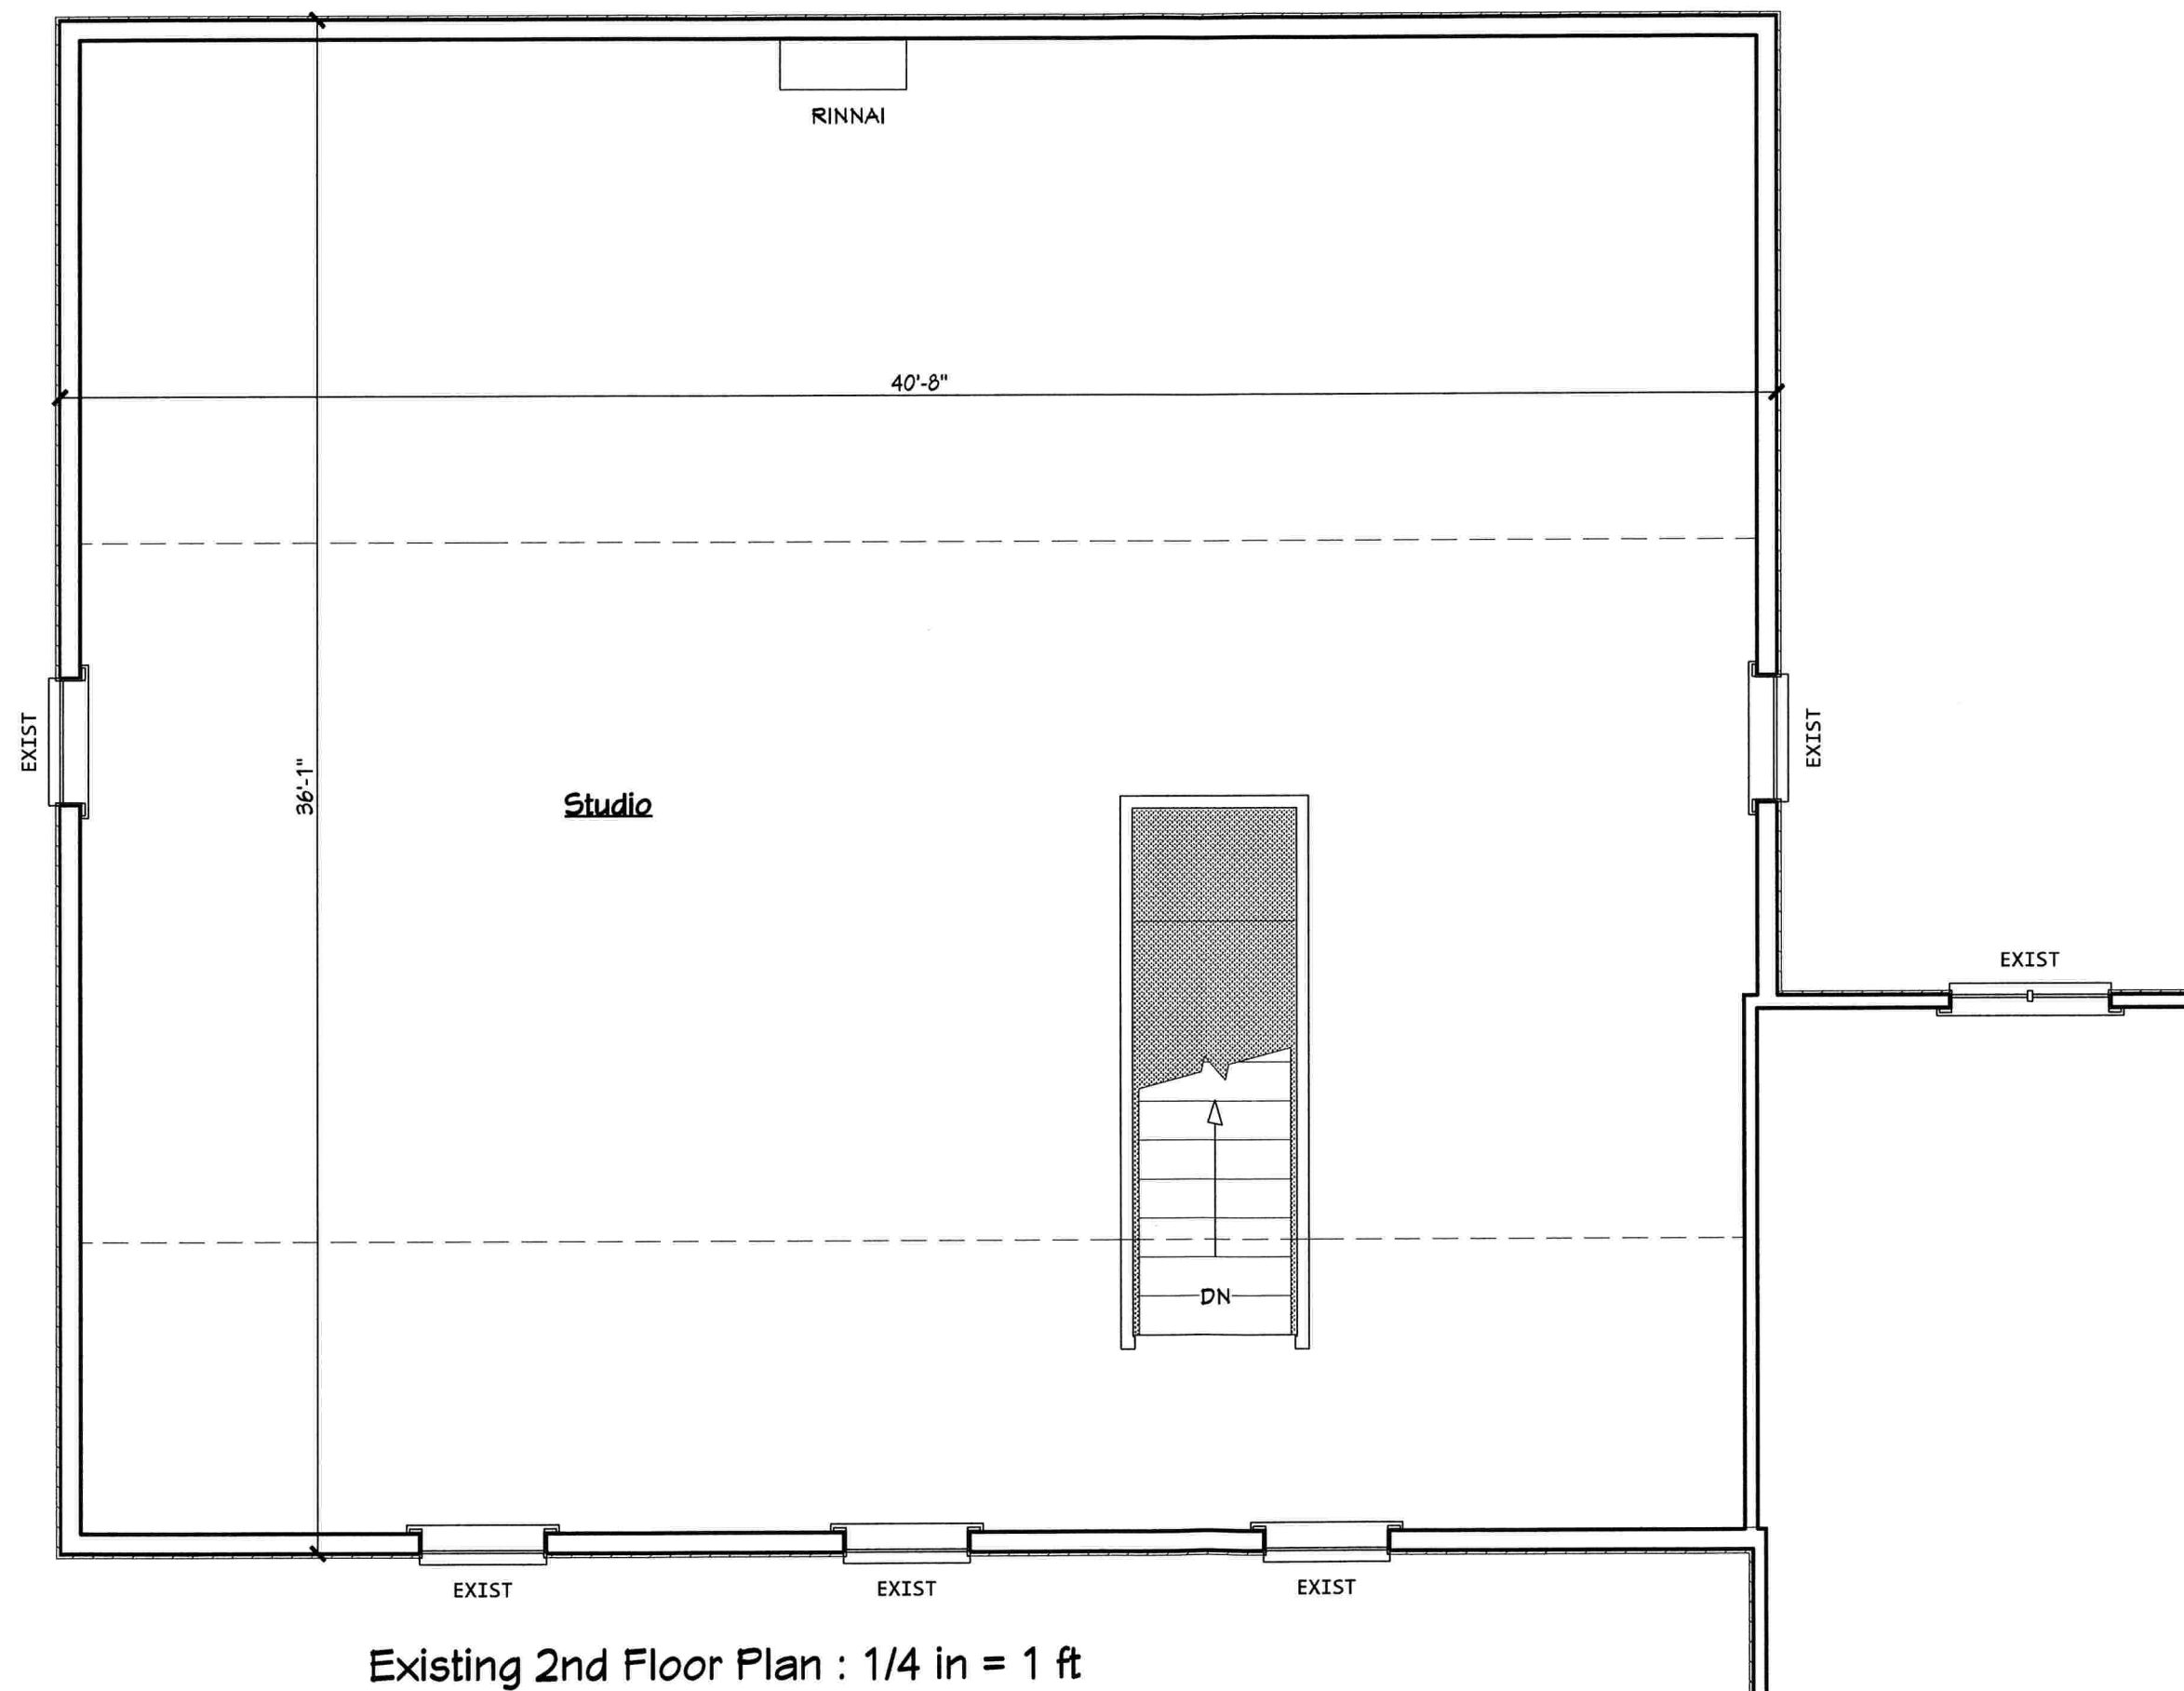 RINNAI
40'-8"
EXIST
EXIST
36'-1"
Studio
EXIST
DN
EXIST
EXIST
EXIST
Existing 2nd Floor Plan : 1/4 in = 1 ft